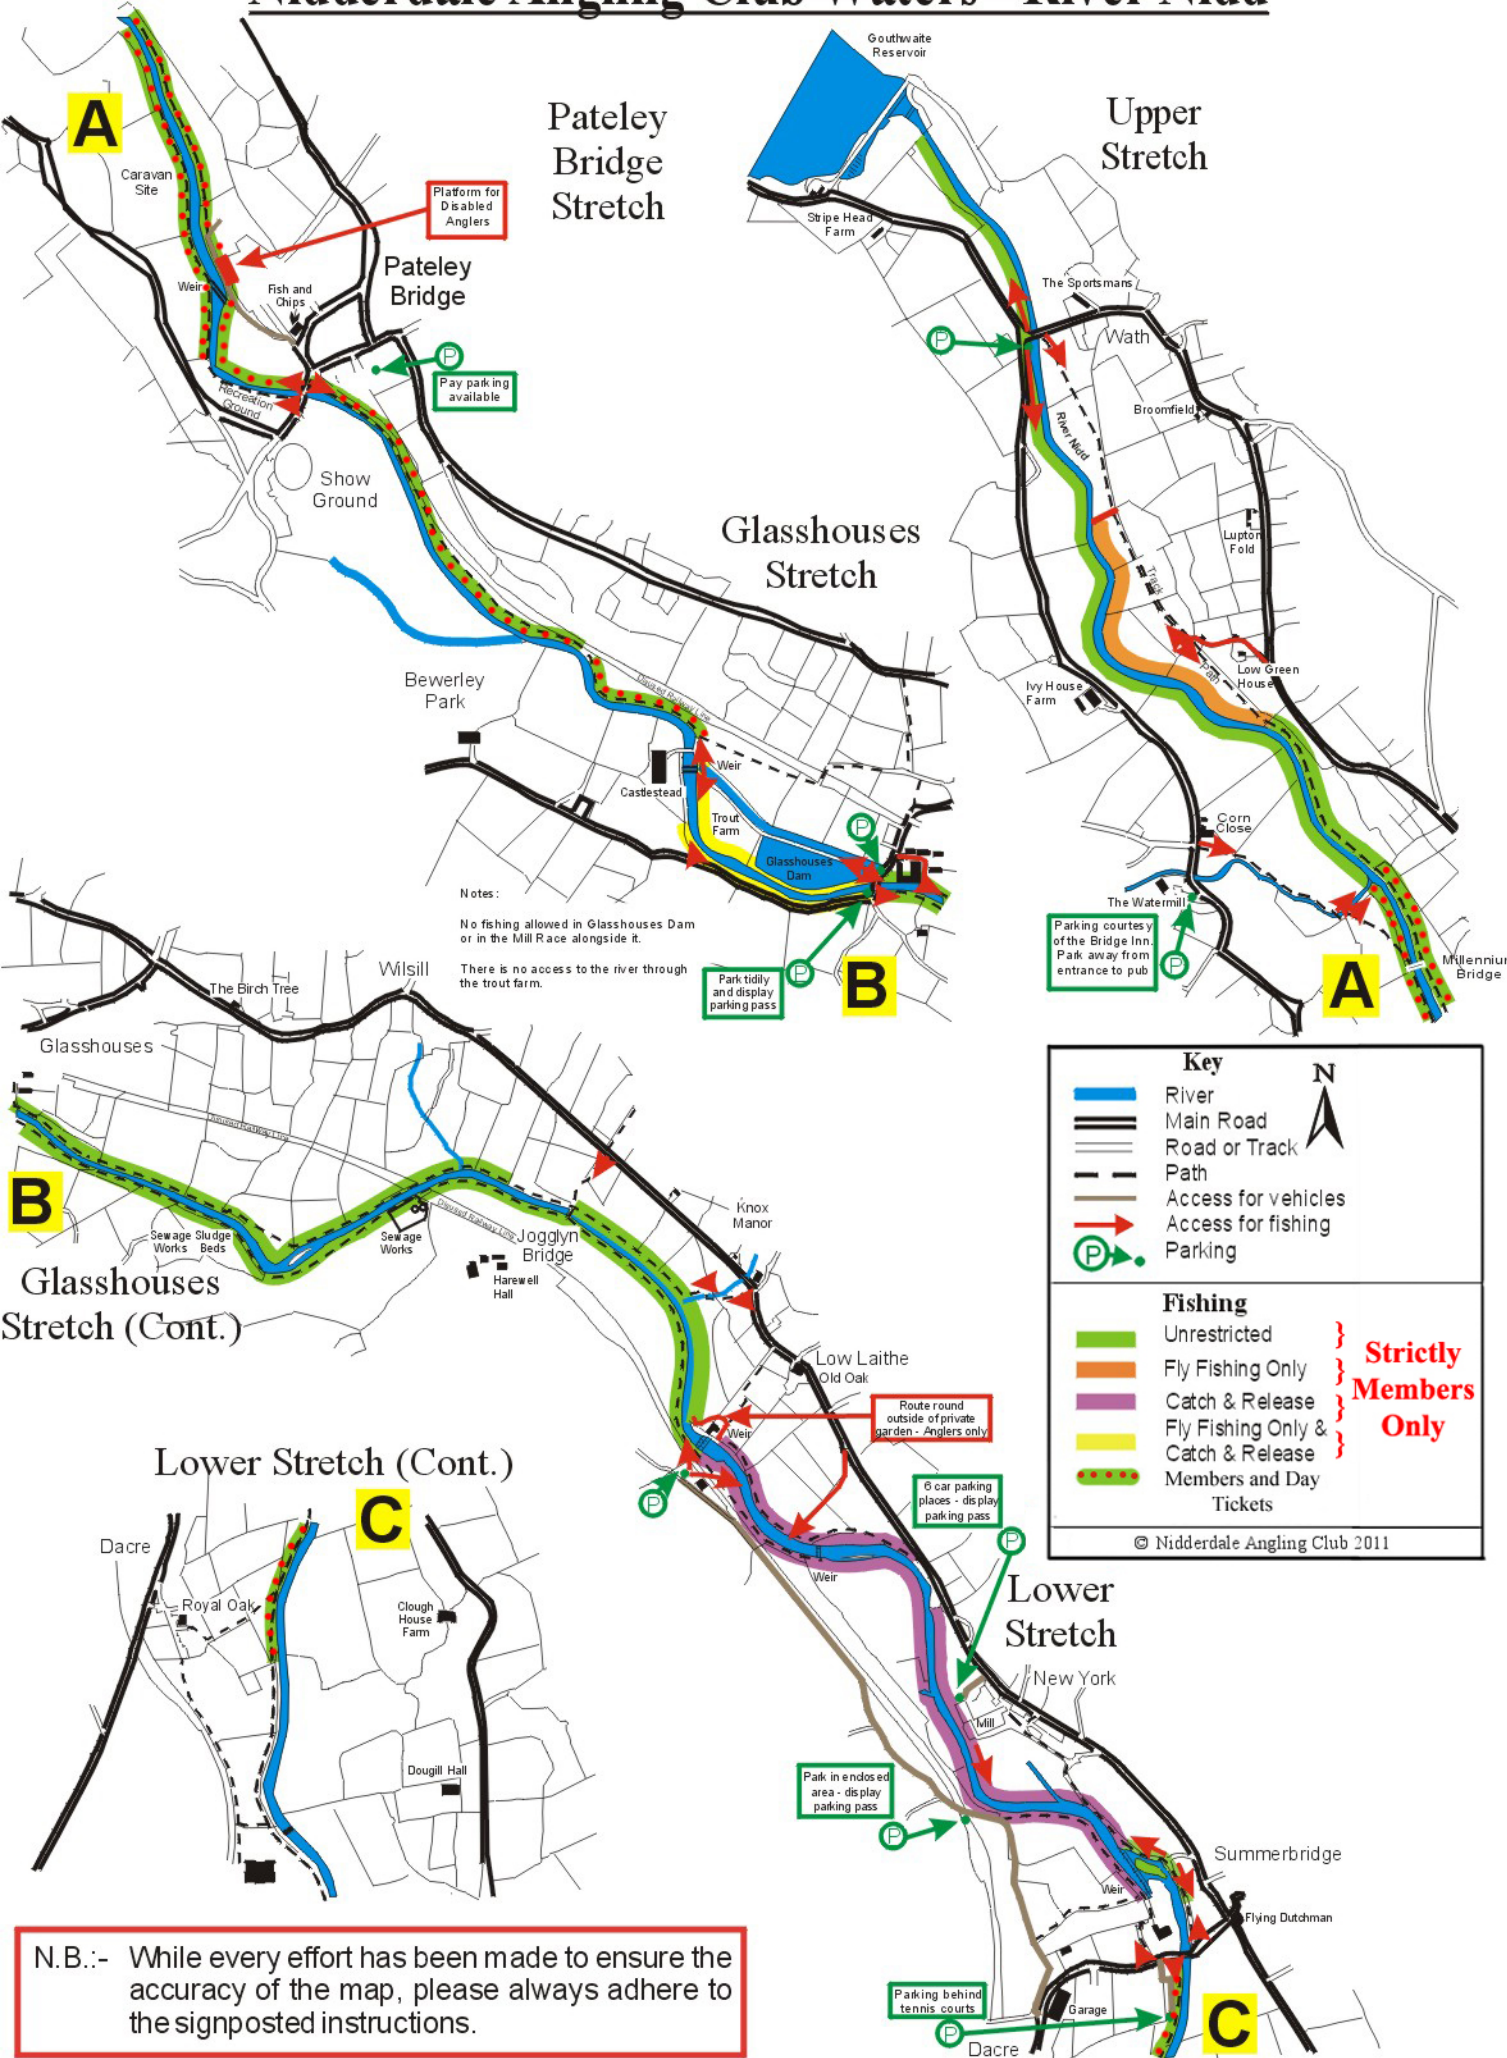 Nidderdale Angling Club Waters - River Nidd
A
Caravan
Site
Pateley
Bridge
Stretch
Platform for
Disabled
Anglers
Pateley
Bridge
Weir
Fish and
Chips
P
Pay parking
available
Recreation
Ground
Show
Ground
Gouthwaite
Reservoir
Upper
Stretch
Stripe Head
Farm
The Sportsmans
P
Wath
Broomfield
River Nidd
Lupton
Fold
Track
Path
Low Green
House
Ivy House
Farm
Corn
Close
The Watermill
Parking courtesy
of the Bridge Inn.
Park away from
entrance to pub
P
A
Millennium
Bridge
Glasshouses
Stretch
Bewerley
Park
Disused Railway Line
Weir
Castlestead
Trout
Farm
P
Glasshouses
Dam
Notes:
No fishing allowed in Glasshouses Dam
or in the Mill Race alongside it.
There is no access to the river through
the trout farm.
Park tidily
and display
parking pass
P
B
Wilsill
The Birch Tree
Glasshouses
Disused Railway Line
B
Sewage
Works
Sludge
Beds
Sewage
Works
Disused Railway Line
Jogglyn
Bridge
Harewell
Hall
Knox
Manor
Glasshouses
Stretch (Cont.)
Low Laithe
Old Oak
Route round
outside of private
garden - Anglers only
Weir
P
Weir
6 car parking
places - display
parking pass
P
Lower
Stretch
New York
Mill
Park in enclosed
area - display
parking pass
P
Summerbridge
Weir
Flying Dutchman
Parking behind
tennis courts
P
Garage
Dacre
C
Key
N
River
Main Road
Road or Track
Path
Access for vehicles
Access for fishing
P
Parking
Fishing
Unrestricted }
Fly Fishing Only }
Catch & Release }
Fly Fishing Only &
Catch & Release }
Strictly
Members
Only
Members and Day
Tickets
© Nidderdale Angling Club 2011
Lower Stretch (Cont.)
C
Dacre
Royal Oak
Clough
House
Farm
Dougill Hall
N.B.:- While every effort has been made to ensure the
accuracy of the map, please always adhere to
the signposted instructions.